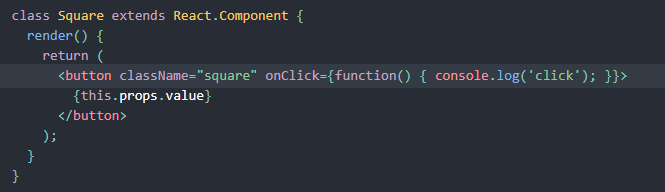 class Square extends React.Component {
  render() {
    return (
      <button className="square" onClick={function() { console.log('click'); }}>
        {this.props.value}
      </button>
    );
  }
}